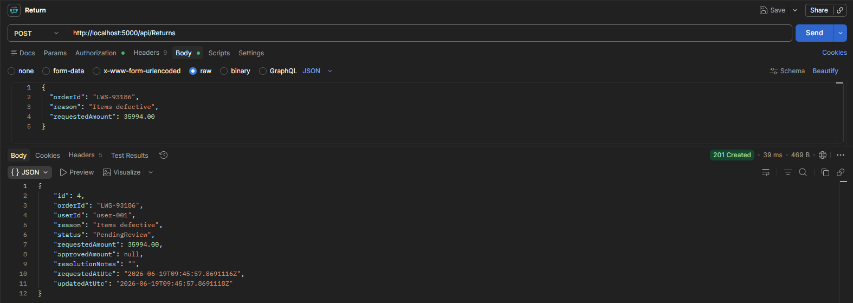 Return
Save
Share
POST
http://localhost:5000/api/Returns
Send
Docs Params Authorization Headers 9 Body Scripts Settings
Cookies
none form-data x-www-form-urlencoded raw binary GraphQL JSON
Schema Beautify
1 {
2 "orderId": "LWS-93186",
3 "reason": "Items defective",
4 "requestedAmount": 35994.00
5 }
Body Cookies Headers 5 Test Results
201 Created 39 ms 469 B
{ } JSON Preview Visualize
1 {
2 "id": 4,
3 "orderId": "LWS-93186",
4 "userId": "user-001",
5 "reason": "Items defective",
6 "status": "PendingReview",
7 "requestedAmount": 35994.00,
8 "approvedAmount": null,
9 "resolutionNotes": "",
10 "requestedAtUtc": "2026-06-19T09:45:57.8691116Z",
11 "updatedAtUtc": "2026-06-19T09:45:57.8691118Z"
12 }